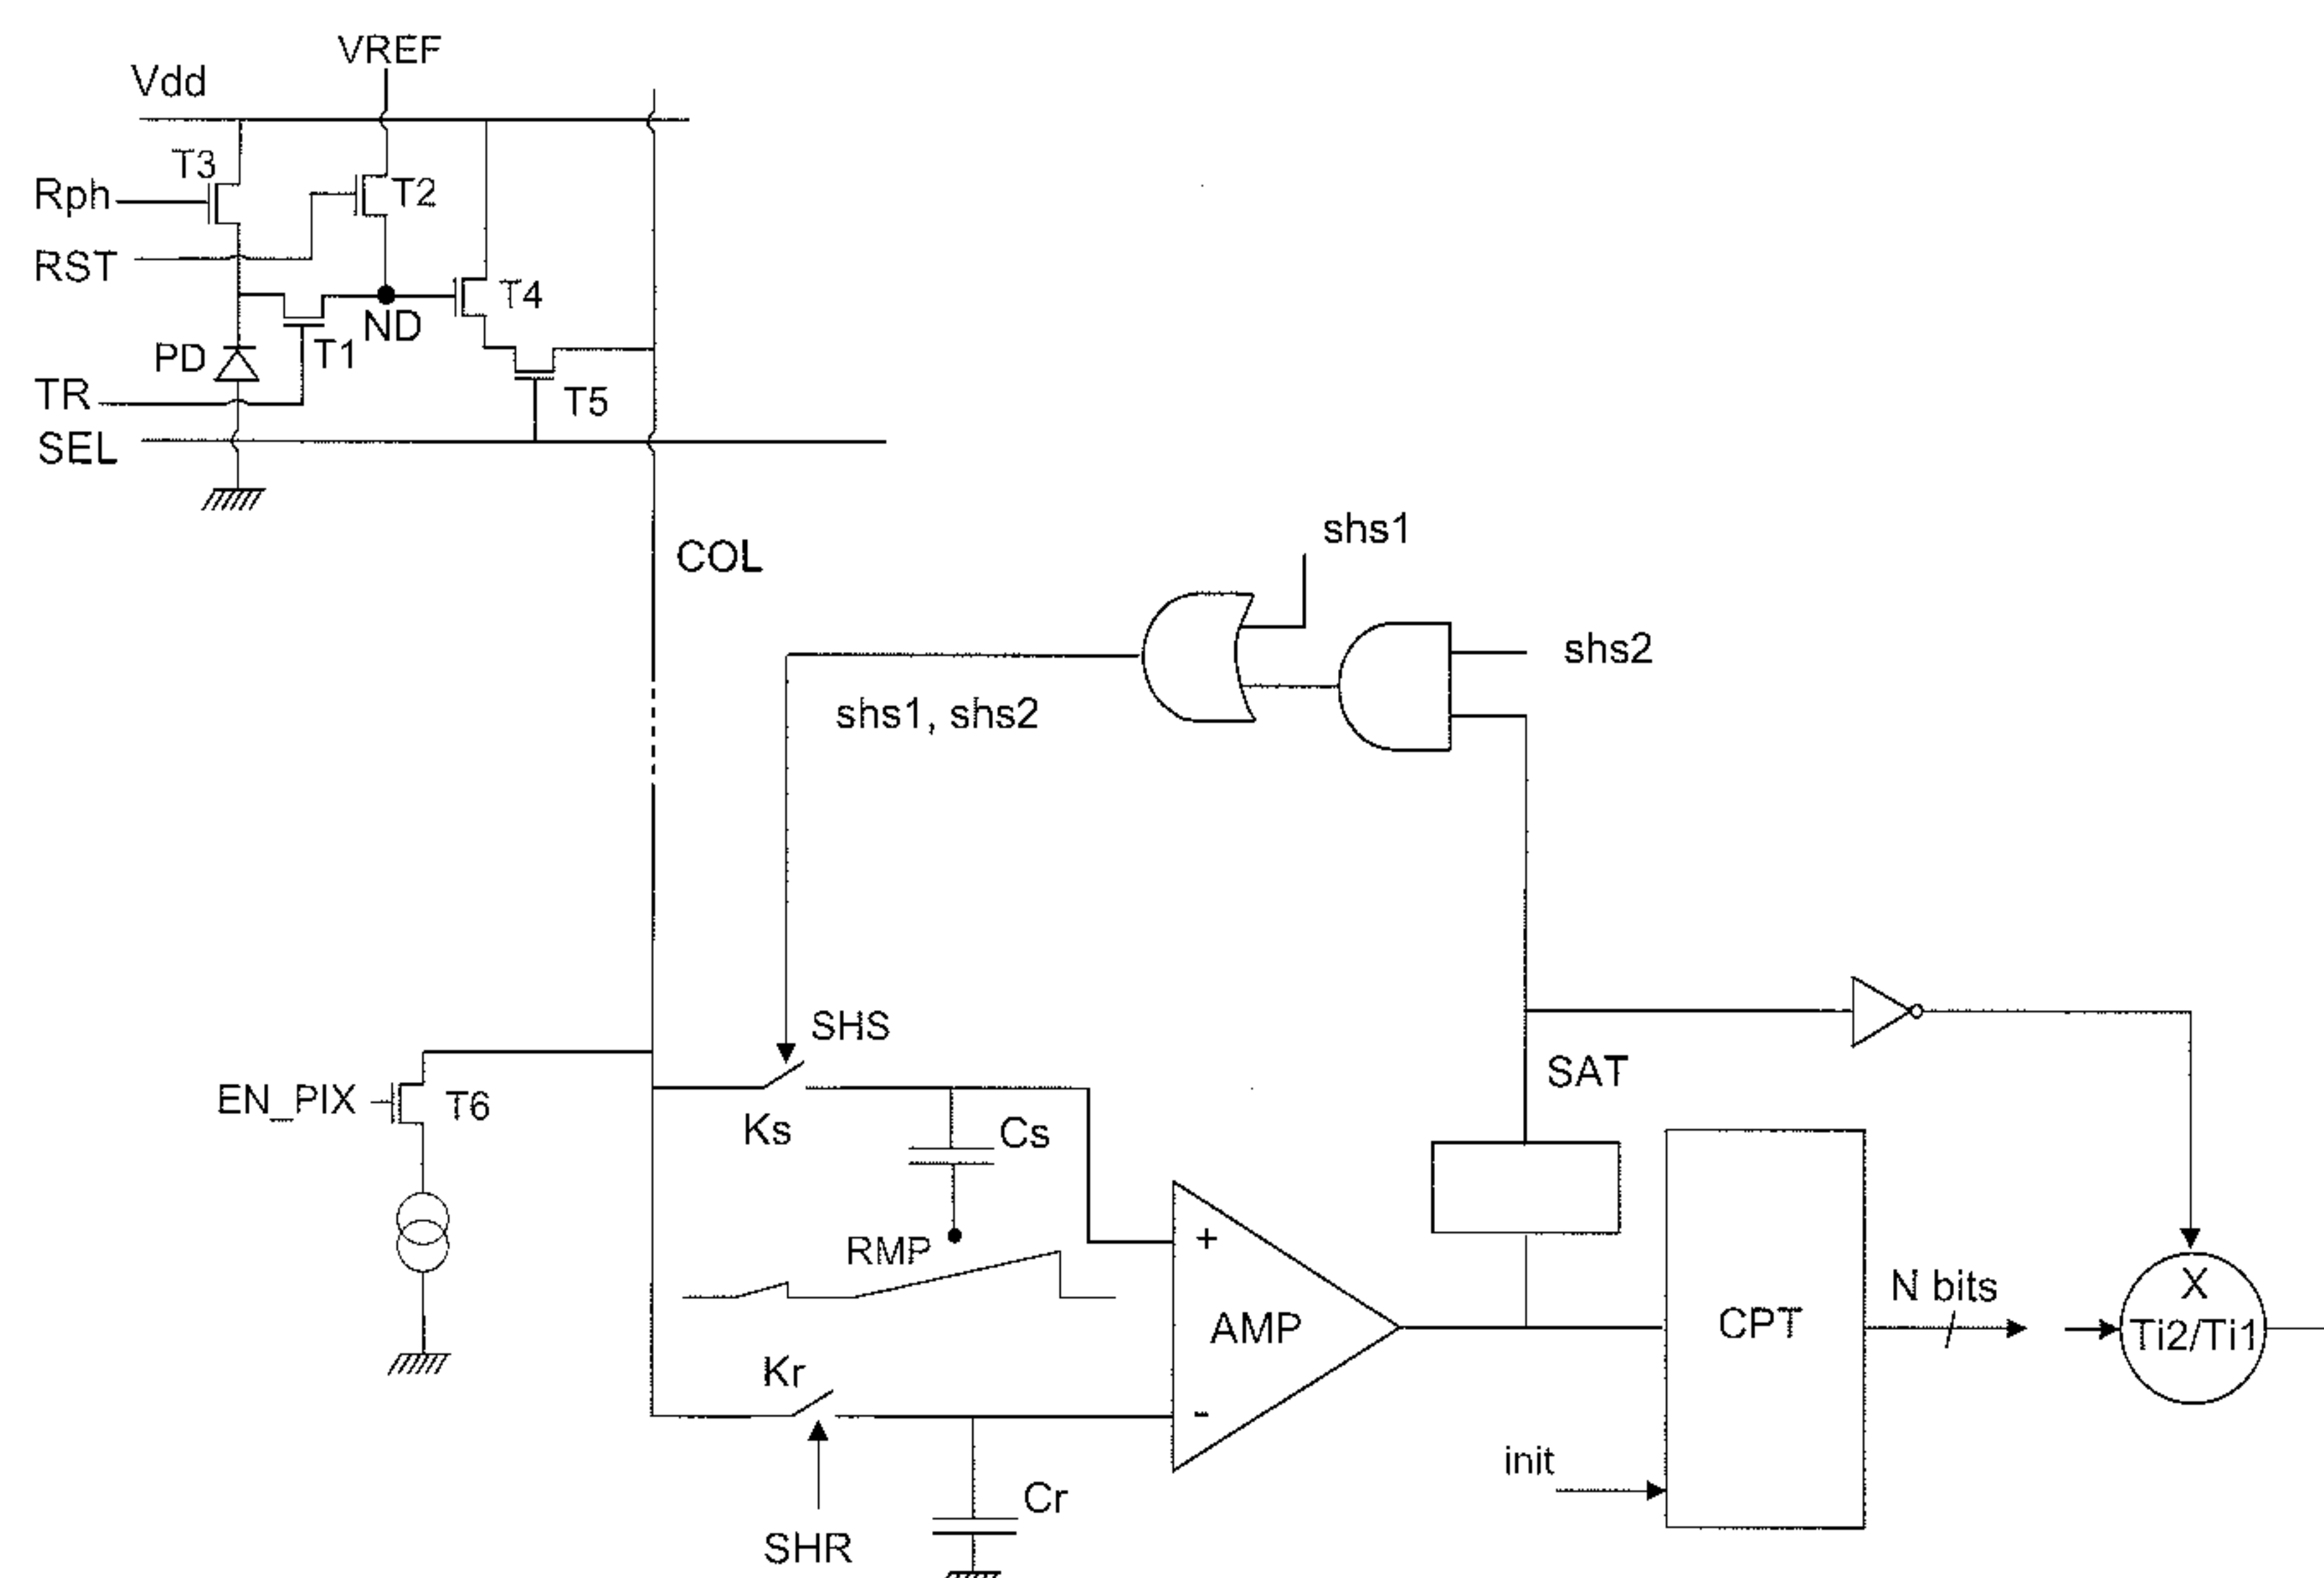 VREF
Vdd
T3
Rph
T2
RST
T4
ND
PD
T1
TR
T5
SEL
shs1
COL
shs2
shs1, shs2
SHS
SAT
EN_PIX
T6
Ks
Cs
+
RMP
N bits
X
AMP
CPT
Ti2/Ti1
Kr
-
init
Cr
SHR